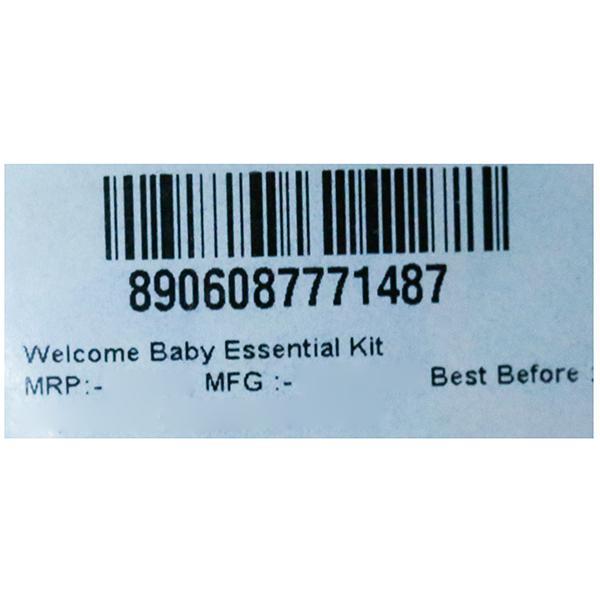 8906087771487
Welcome Baby Essential Kit
MRP:- MFG :- Best Before :